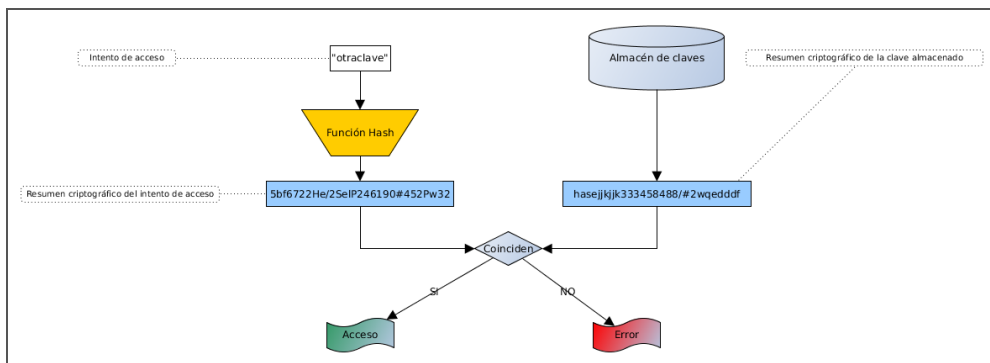 Intento de acceso
"otraclave"
Almacén de claves
Resumen criptográfico de la clave almacenado
Función Hash
Resumen criptográfico del intento de acceso
5bf6722He/2SelP246190#452Pw32
hasejjkjjk333458488/#2wqedddf
Coinciden
SI
NO
Acceso
Error